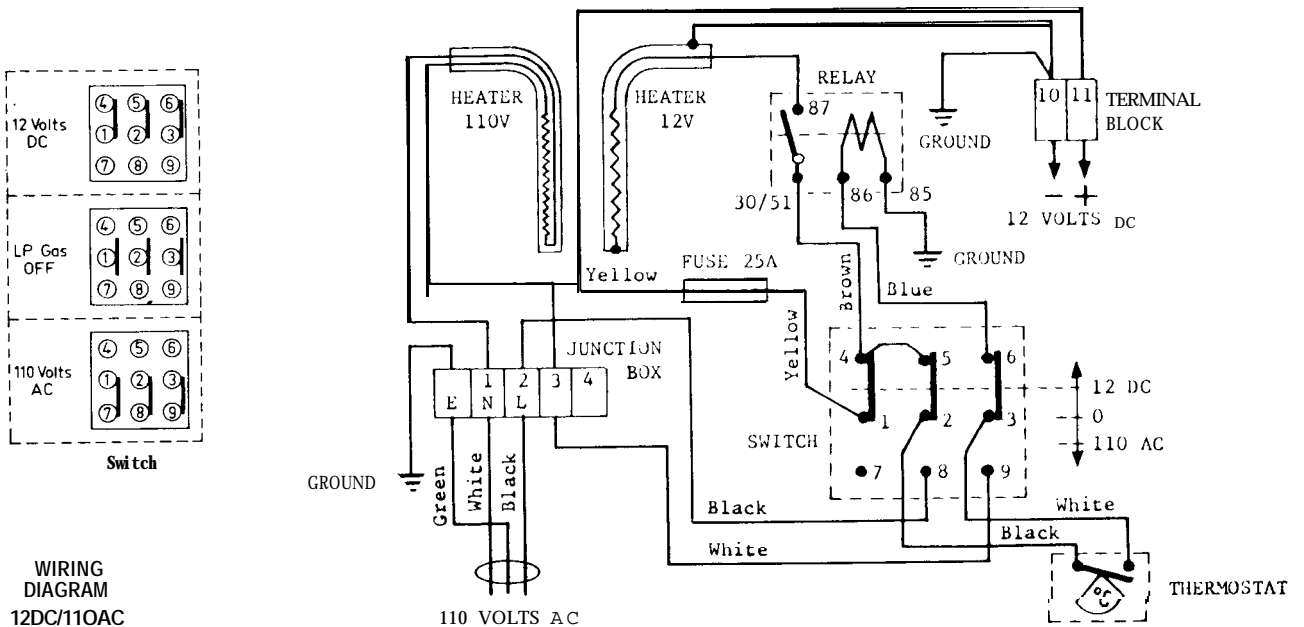 12 Volts
DC
④ ⑤ ⑥
① ② ③
⑦ ⑧ ⑨
LP Gas
OFF
④ ⑤ ⑥
① ② ③
⑦ ⑧ ⑨
110 Volts
AC
④ ⑤ ⑥
① ② ③
⑦ ⑧ ⑨
Switch
WIRING
DIAGRAM
12DC/110AC
HEATER
110V
HEATER
12V
RELAY
87
30/51
86
85
GROUND
GROUND
10 11
TERMINAL
BLOCK
- +
12 VOLTS DC
Yellow
FUSE 25A
Brown
Blue
Yellow
JUNCTION
BOX
1 2 3 4
E N L
GROUND
Green
White
Black
110 VOLTS AC
SWITCH
4 5 6
1 2 3
7 8 9
12 DC
0
110 AC
Black
White
White
Black
°C
THERMOSTAT